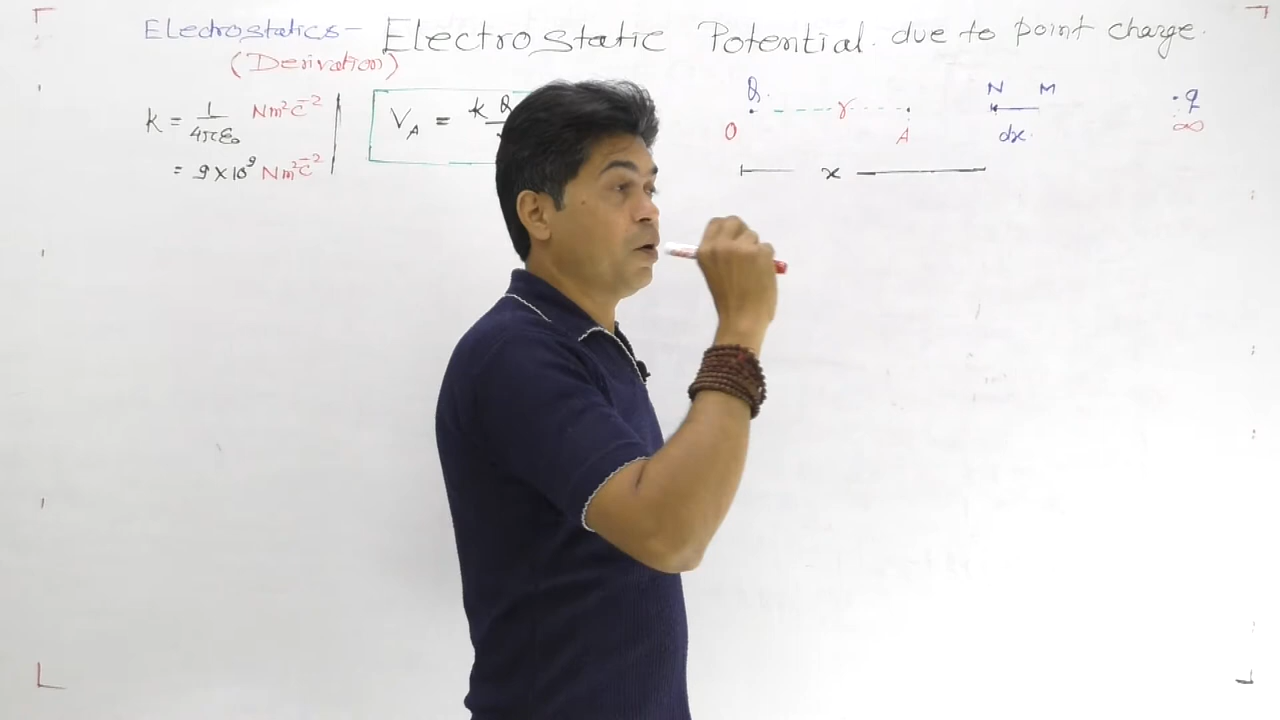 Electrostatics - Electrostatic Potential due to point charge.
(Derivation)
K = 1/4πε₀ Nm²C⁻²
= 9×10⁹ Nm²C⁻²
V_A = kQ
Q r N M q
O A dx ∞
x